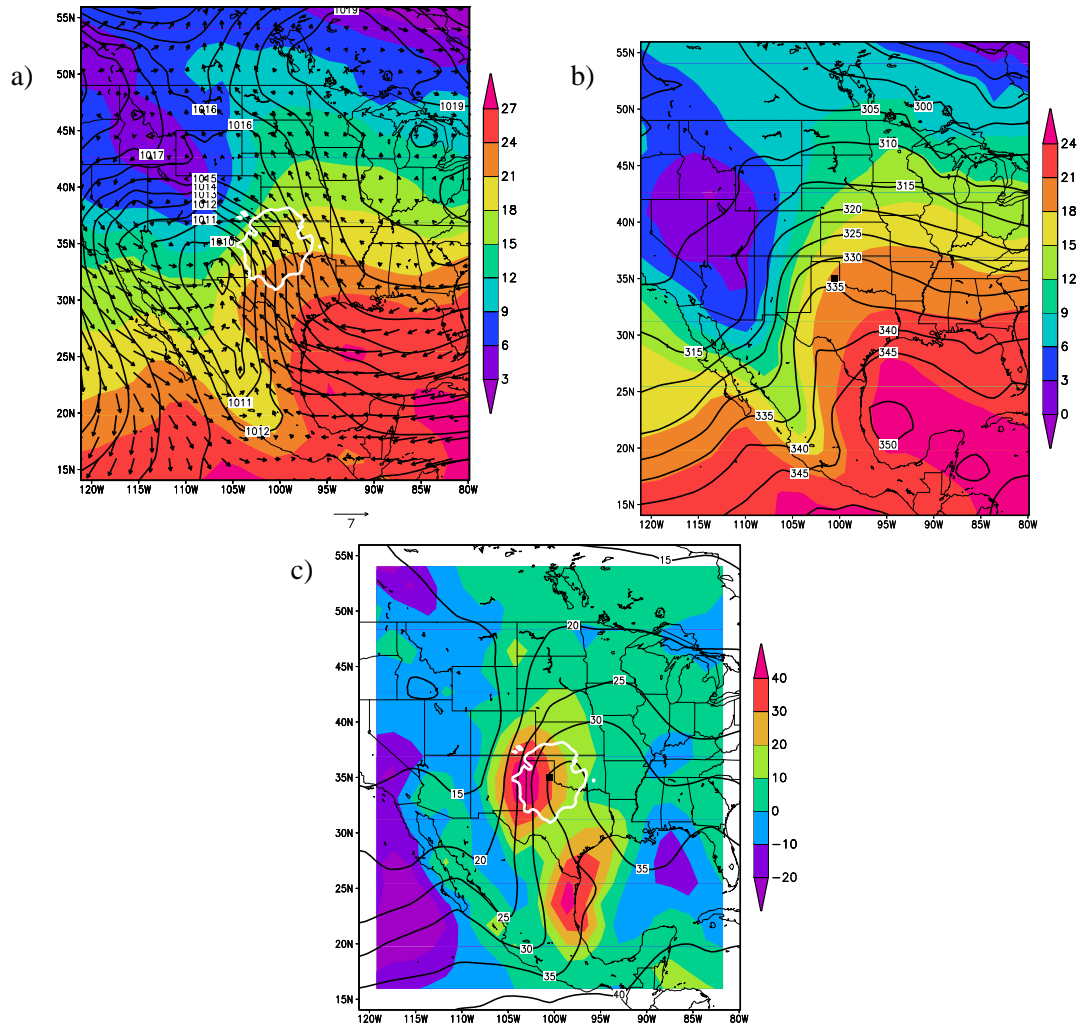 a)
55N
50N
45N
40N
35N
30N
25N
20N
15N
121W 115W 110W 105W 100W 95W 90W 85W 80W
1019
1016
1016
1019
1017
1015
1014
1013
1012
1011
1010
1011
1012
27
24
21
18
15
12
9
6
3
7
b)
55N
50N
45N
40N
35N
30N
25N
20N
15N
121W 115W 110W 105W 100W 95W 90W 85W 80W
300
305
310
315
320
325
330
335
340
345
315
335
340
345
350
24
21
18
15
12
9
6
3
0
c)
55N
50N
45N
40N
35N
30N
25N
20N
15N
120W 115W 110W 105W 100W 95W 90W 85W 80W
15
20
25
30
15
20
35
25
30
35
40
40
30
20
10
0
−10
−20